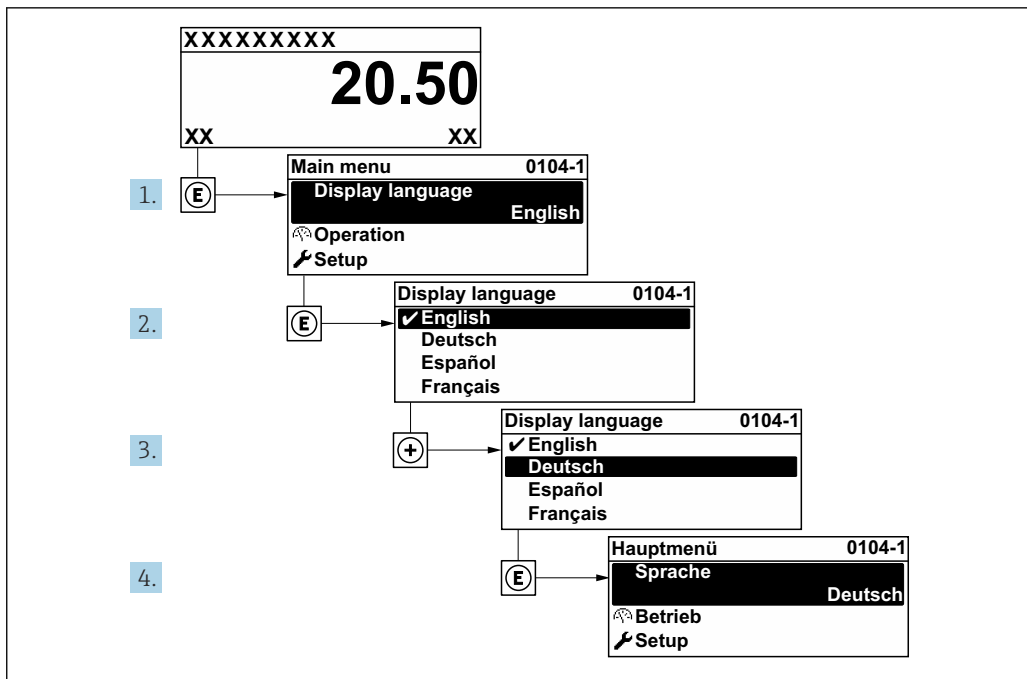 XXXXXXXXX
20.50
XX XX
1. E
Main menu 0104-1
Display language
English
Operation
Setup
2. E
Display language 0104-1
✔English
Deutsch
Español
Français
3. +
Display language 0104-1
✔English
Deutsch
Español
Français
4. E
Hauptmenü 0104-1
Sprache
Deutsch
Betrieb
Setup